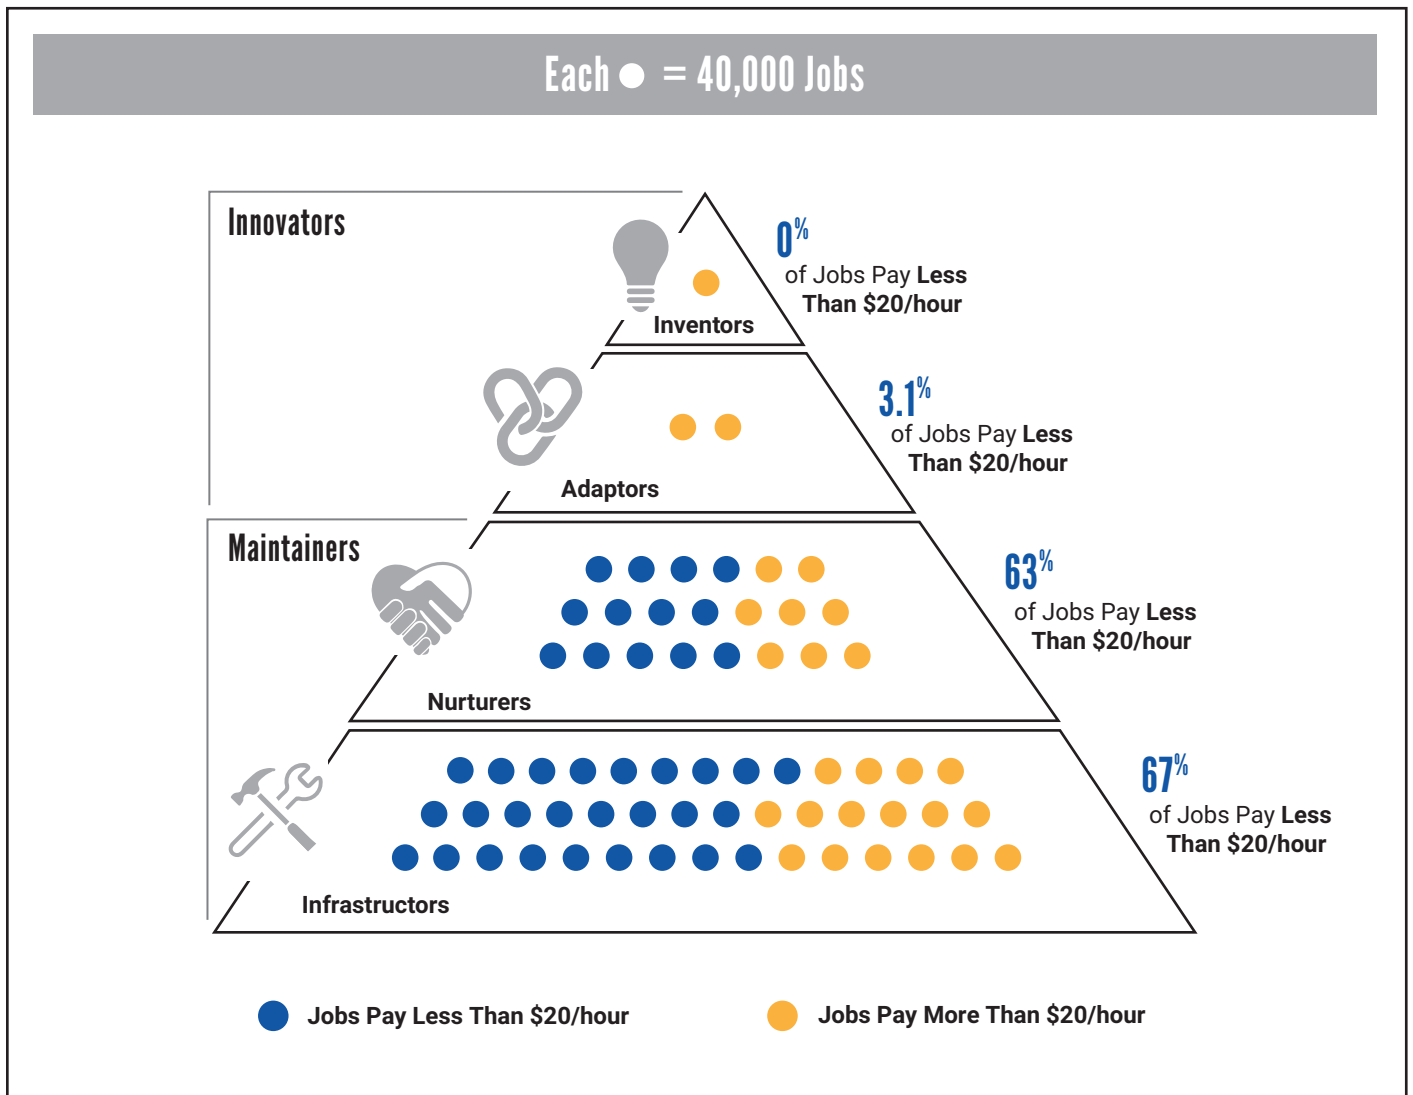 Each = 40,000 Jobs
Innovators
0%
of Jobs Pay Less
Than $20/hour
Inventors
3.1%
of Jobs Pay Less
Than $20/hour
Adaptors
Maintainers
63%
of Jobs Pay Less
Than $20/hour
Nurturers
67%
of Jobs Pay Less
Than $20/hour
Infrastructors
Jobs Pay Less Than $20/hour
Jobs Pay More Than $20/hour